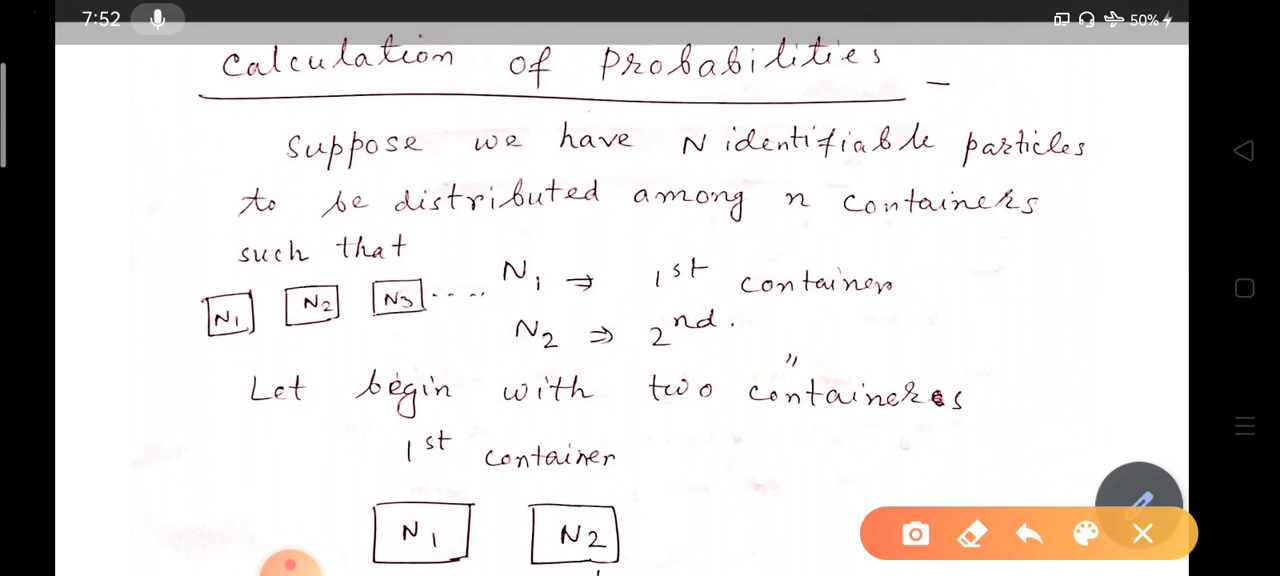 7:52 50%
Calculation of Probabilities
Suppose we have N identifiable particles
to be distributed among n containers
such that
N1 N2 N3 ..... N1 ⇒ 1st container
N2 ⇒ 2nd. "
Let begin with two containers
1st container
N1 N2